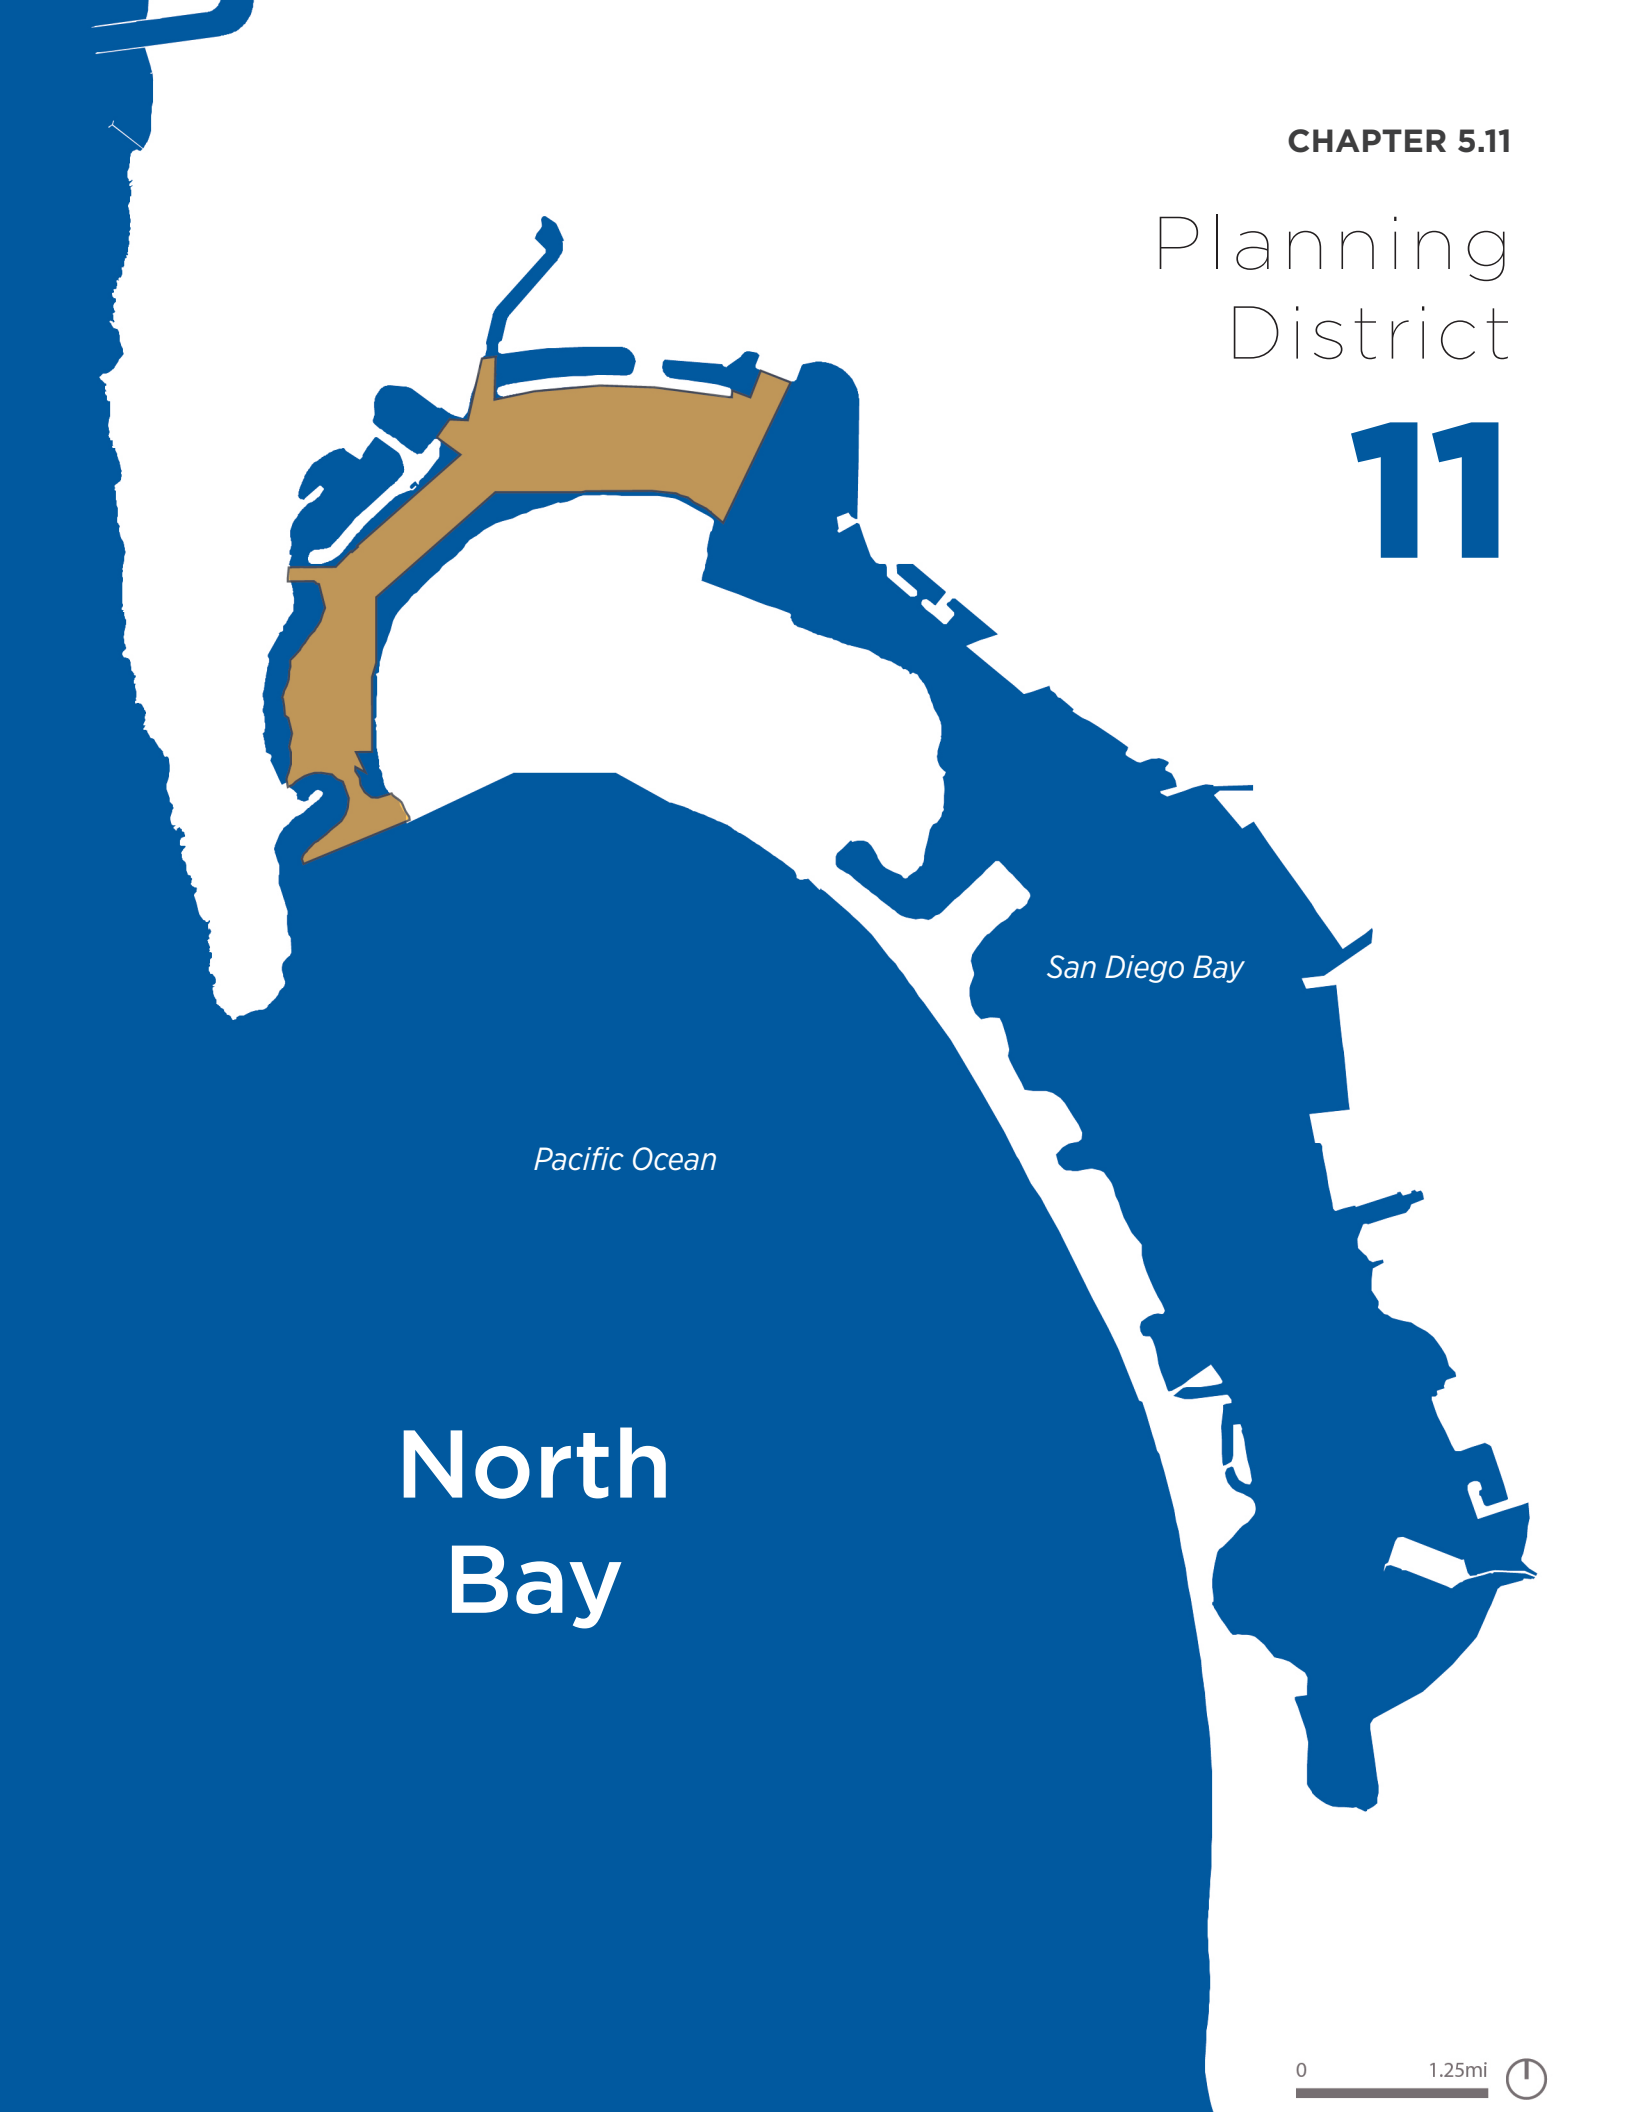 CHAPTER 5.11
Planning
District
11
San Diego Bay
Pacific Ocean
North
Bay
0 1.25mi